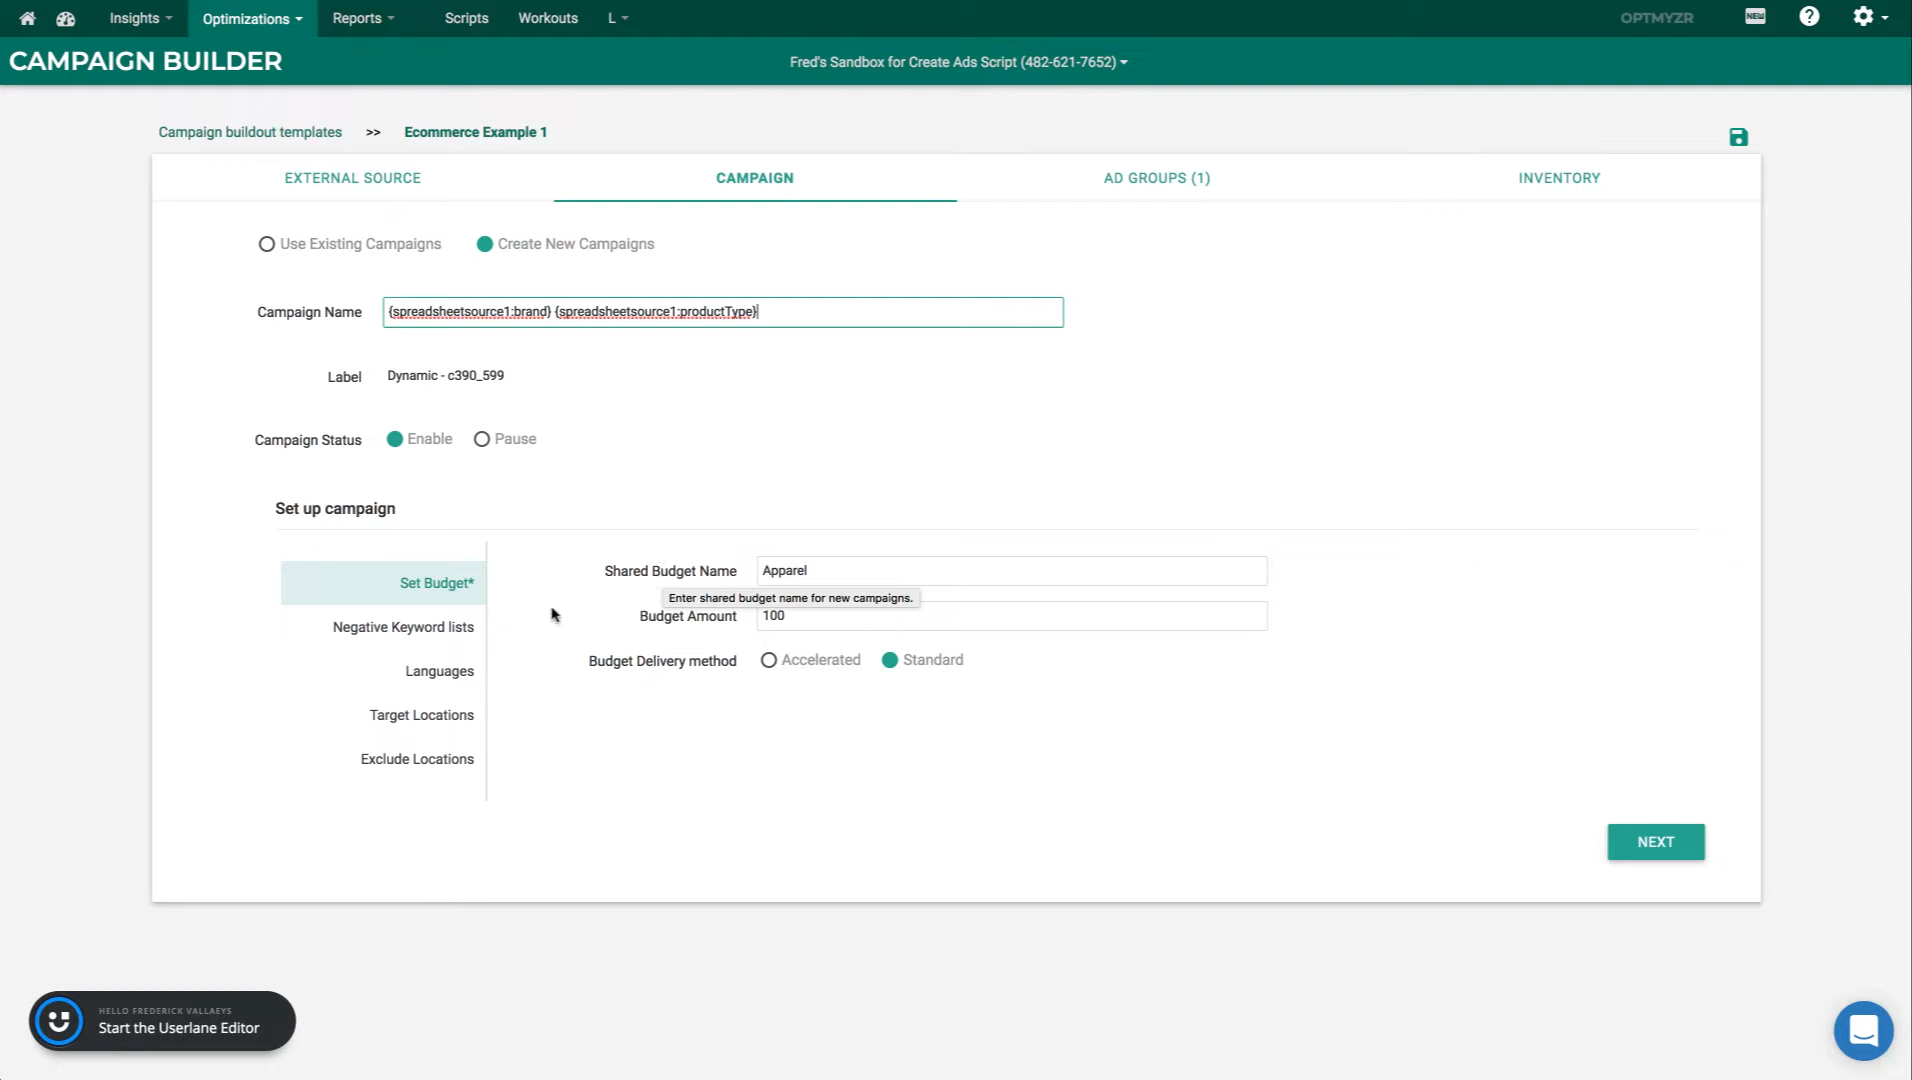 Insights
Optimizations
Reports
Scripts
Workouts
L
OPTMYZR
NEW
?
CAMPAIGN BUILDER
Fred's Sandbox for Create Ads Script (482-621-7652)
Campaign buildout templates >> Ecommerce Example 1
EXTERNAL SOURCE
CAMPAIGN
AD GROUPS (1)
INVENTORY
Use Existing Campaigns
Create New Campaigns
Campaign Name
{spreadsheetsource1:brand} {spreadsheetsource1:productType}
Label
Dynamic - c390_599
Campaign Status
Enable
Pause
Set up campaign
Set Budget*
Negative Keyword lists
Languages
Target Locations
Exclude Locations
Shared Budget Name
Apparel
Enter shared budget name for new campaigns.
Budget Amount
100
Budget Delivery method
Accelerated
Standard
NEXT
HELLO FREDERICK VALLAEYS
Start the Userlane Editor